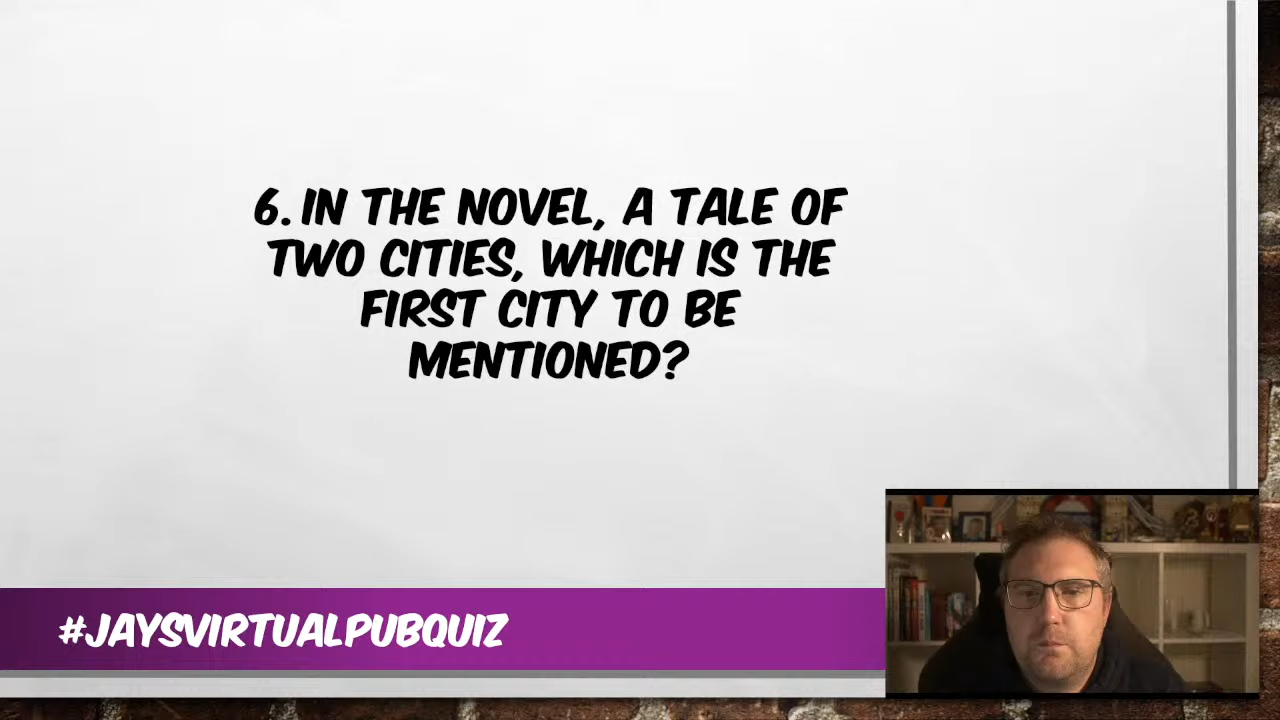 6. IN THE NOVEL, A TALE OF
TWO CITIES, WHICH IS THE
FIRST CITY TO BE
MENTIONED?
#JAYSVIRTUALPUBQUIZ